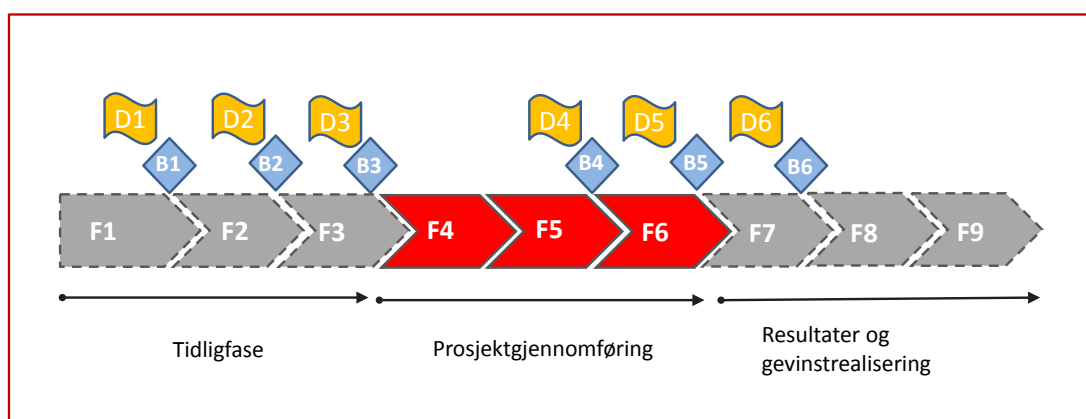 D1
D2
D3
D4
D5
D6
B1
B2
B3
B4
B5
B6
F1
F2
F3
F4
F5
F6
F7
F8
F9
Tidligfase
Prosjektgjennomføring
Resultater og
gevinstrealisering